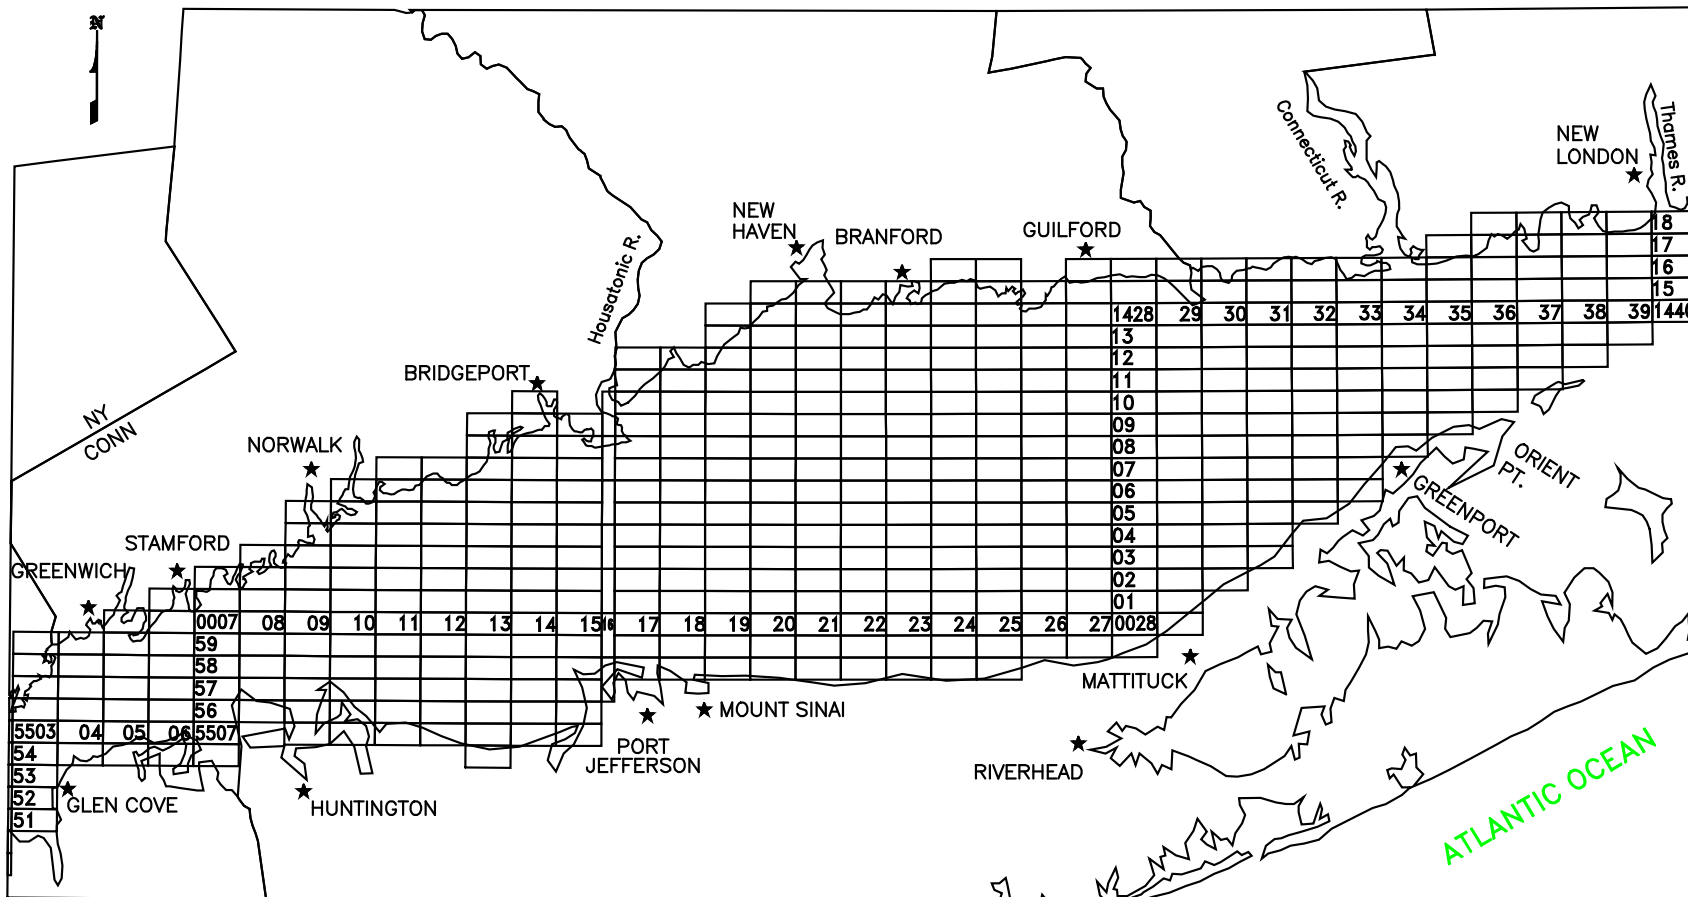 N
Thames R.
Connecticut R.
NEW
LONDON
NEW
HAVEN
BRANFORD
GUILFORD
Housatonic R.
18
17
16
15
1428 29 30 31 32 33 34 35 36 37 38 39 1440
13
12
11
10
09
08
07
06
05
04
03
02
01
BRIDGEPORT
NY
CONN
NORWALK
ORIENT
PT.
GREENPORT
STAMFORD
GREENWICH
0007 08 09 10 11 12 13 14 15 16 17 18 19 20 21 22 23 24 25 26 27 0028
59
58
57
56
5503 04 05 06 5507
54
53
52
51
MATTITUCK
MOUNT SINAI
PORT
JEFFERSON
RIVERHEAD
GLEN COVE
HUNTINGTON
ATLANTIC OCEAN